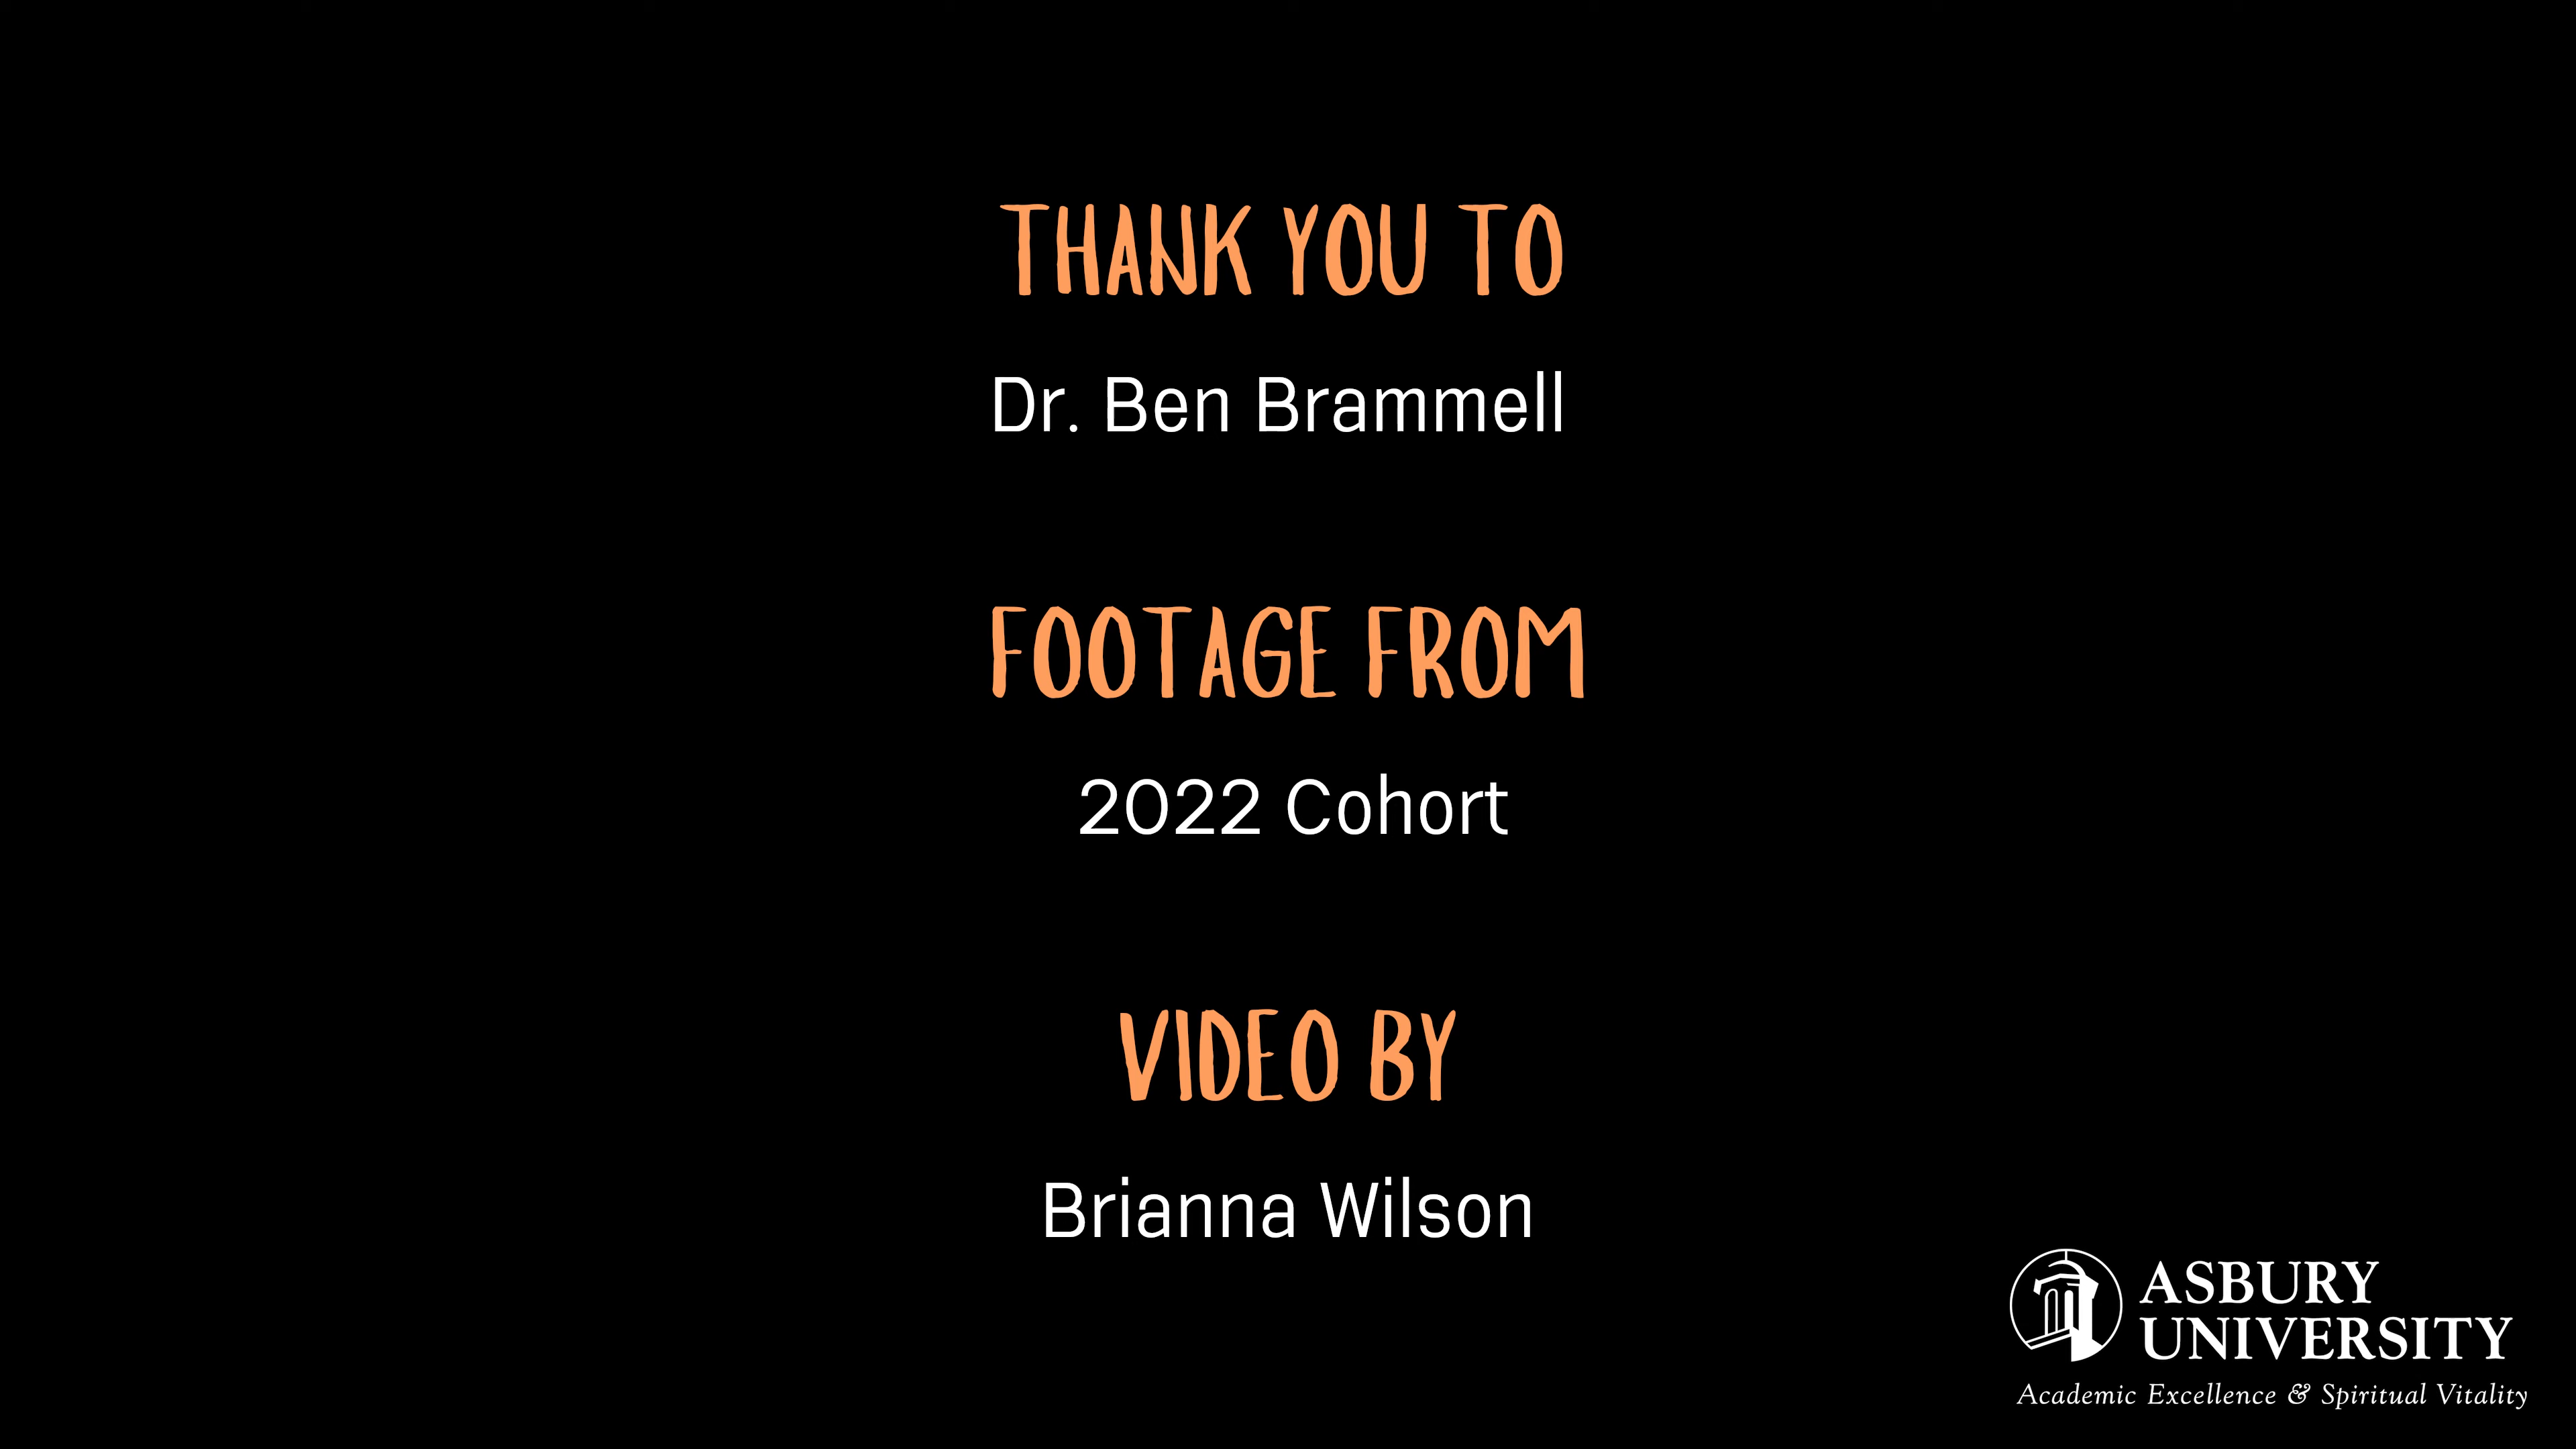 THANK YOU TO
Dr. Ben Brammell
FOOTAGE FROM
2022 Cohort
VIDEO BY
Brianna Wilson
ASBURY
UNIVERSITY
Academic Excellence & Spiritual Vitality